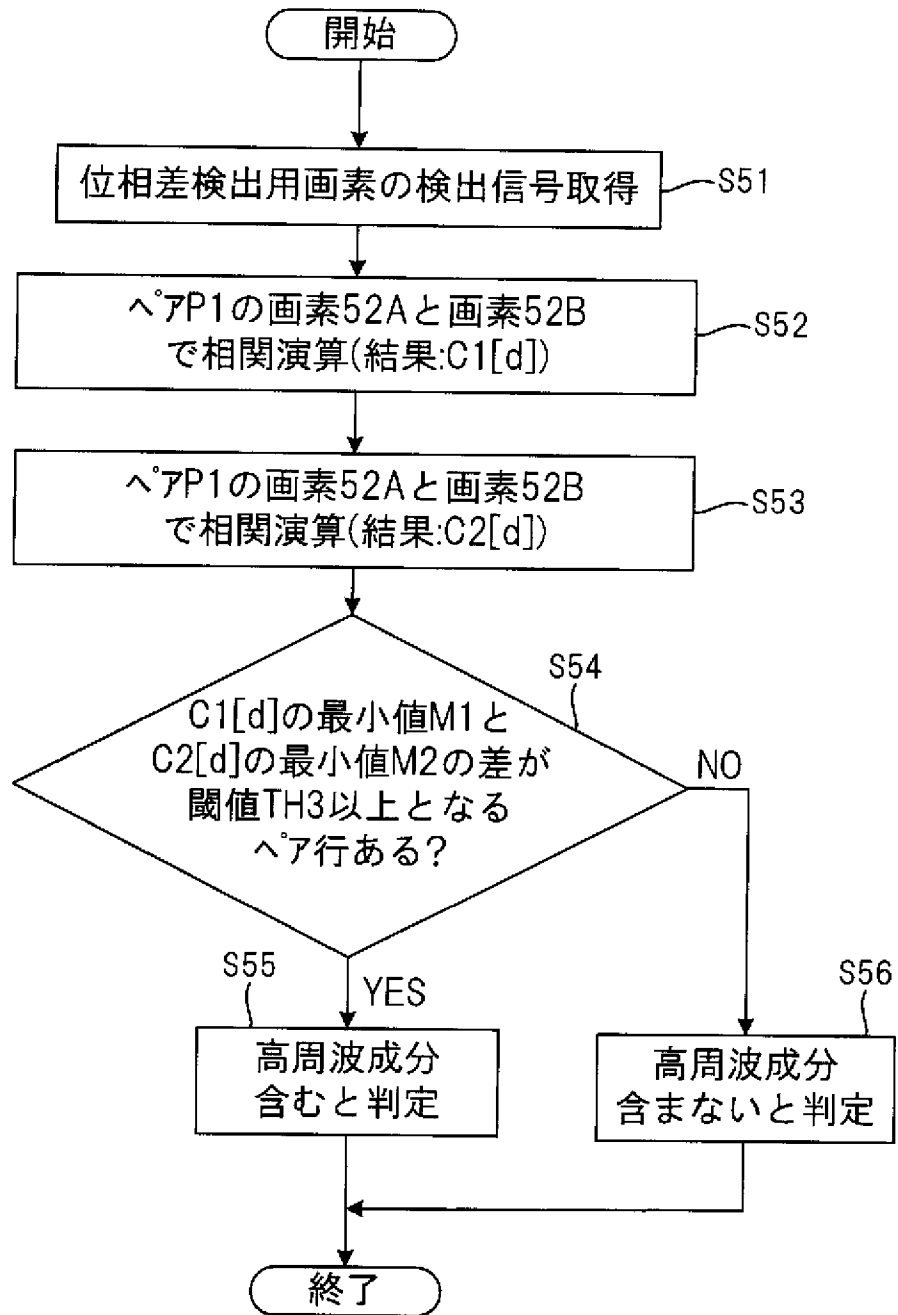 開始
位相差検出用画素の検出信号取得
S51
ペアP1の画素52Aと画素52B
で相関演算(結果:C1[d])
S52
ペアP1の画素52Aと画素52B
で相関演算(結果:C2[d])
S53
S54
C1[d]の最小値M1と
C2[d]の最小値M2の差が
閾値TH3以上となる
ペア行ある?
NO
YES
S55
高周波成分
含むと判定
S56
高周波成分
含まないと判定
終了